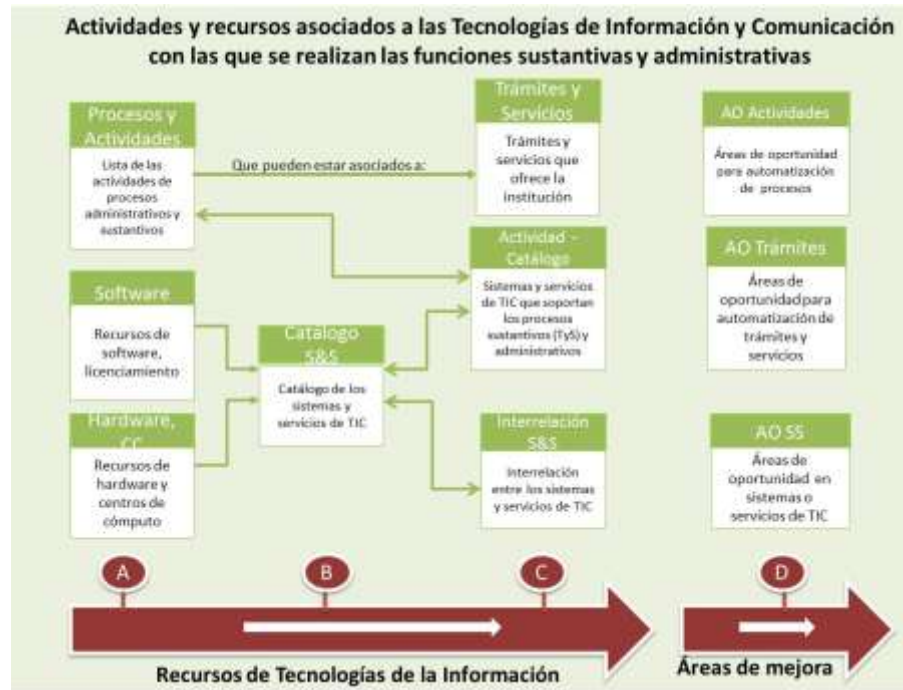 Actividades y recursos asociados a las Tecnologías de Información y Comunicación
con las que se realizan las funciones sustantivas y administrativas
Procesos y
Actividades
Lista de las
actividades de
procesos
administrativos y
sustantivos
Que pueden estar asociados a:
Trámites y
Servicios
Trámites y
servicios que
ofrece la
institución
AO Actividades
Áreas de oportunidad
para automatización
de procesos
Software
Recursos de
software,
licenciamiento
Catálogo
S&S
Catálogo de los
sistemas y
servicios de TIC
Actividad –
Catálogo
Sistemas y servicios
de TIC que soportan
los procesos
sustantivos (TyS) y
administrativos
AO Trámites
Áreas de
oportunidad para
automatización de
trámites y
servicios
Hardware,
CC
Recursos de
hardware y
centros de
cómputo
Interrelación
S&S
Interrelación
entre los sistemas
y servicios de TIC
AO SS
Áreas de
oportunidad en
sistemas o
servicios de TIC
A
B
C
D
Recursos de Tecnologías de la Información
Áreas de mejora